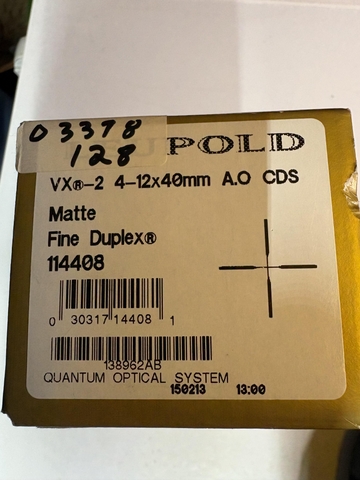 03378
128
UPOLD
VX®-2 4-12x40mm A.O CDS
Matte
Fine Duplex®
114408
0 30317 14408 1
138962AB
QUANTUM OPTICAL SYSTEM
150213 13:00